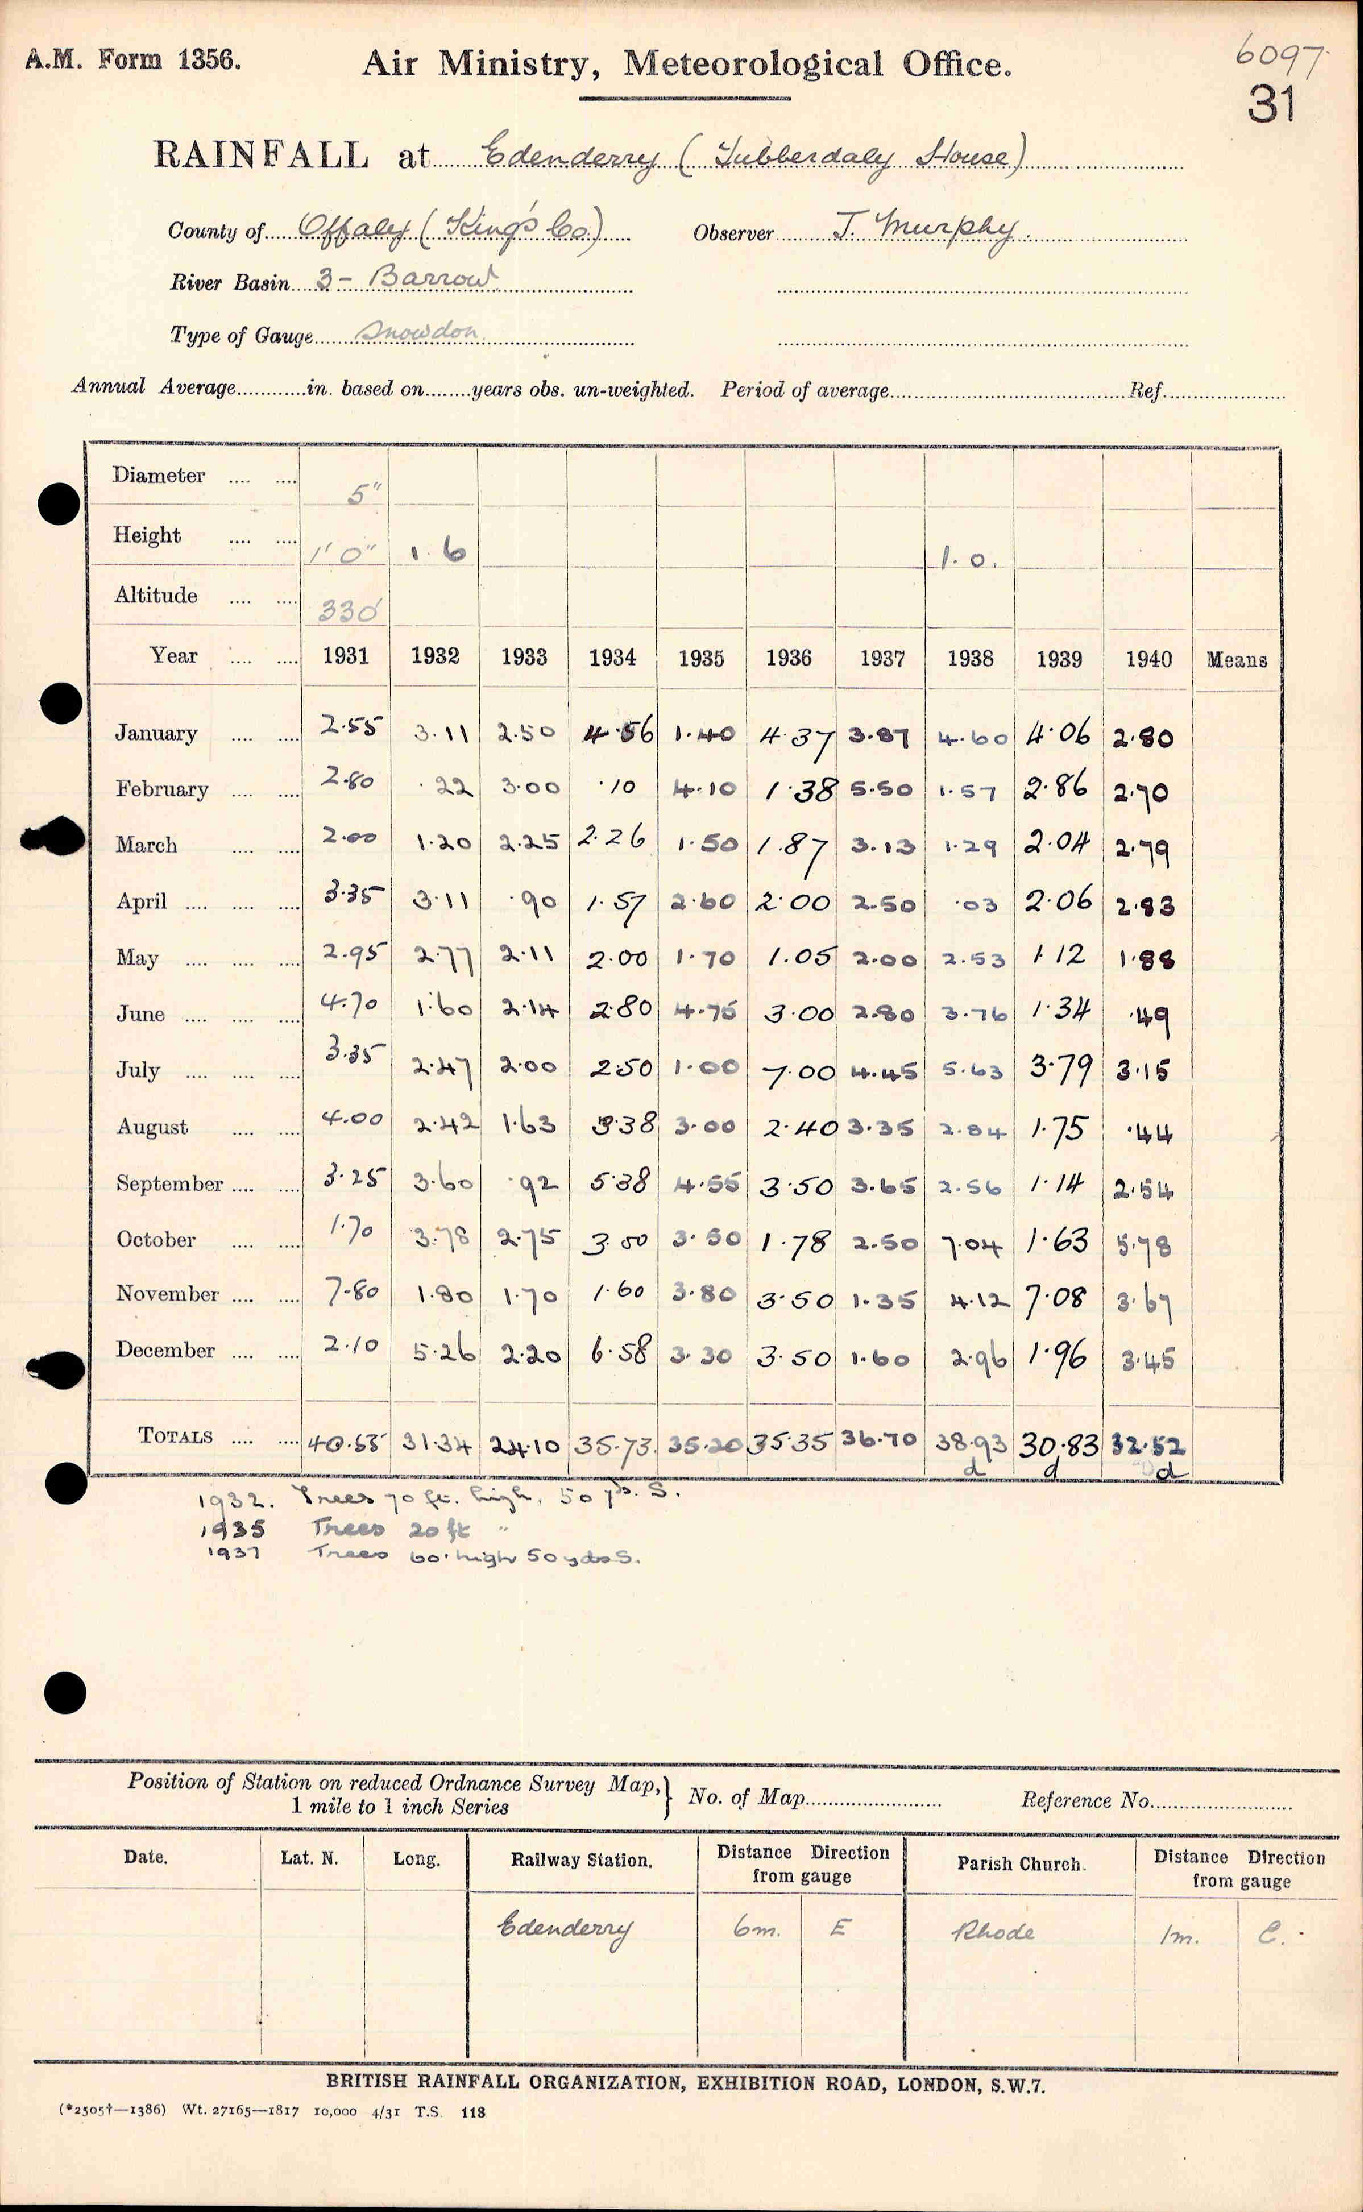 A.M. Form 1356.
Air Ministry, Meteorological Office.
6097
31
RAINFALL at Edenderry (Tubberdaly House)
County of Offaly (King's Co.) Observer J. Murphy.
River Basin 3 - Barrow
Type of Gauge Snowdon
Annual Average in. based on years obs. un-weighted. Period of average Ref.
Diameter 5"
Height 1' 0" 1. 6 1. 0.
Altitude 330'
Year 1931 1932 1933 1934 1935 1936 1937 1938 1939 1940 Means
January 2.55 3.11 2.50 4.56 1.40 4.37 3.87 4.60 4.06 2.80
February 2.80 .22 3.00 .10 4.10 1.38 5.50 1.57 2.86 2.70
March 2.00 1.20 2.25 2.26 1.50 1.87 3.13 1.29 2.04 2.79
April 3.35 3.11 .90 1.57 2.60 2.00 2.50 .03 2.06 2.83
May 2.95 2.77 2.11 2.00 1.70 1.05 2.00 2.53 1.12 1.88
June 4.70 1.60 2.14 2.80 4.75 3.00 2.80 3.76 1.34 .49
July 3.35 2.47 2.00 2.50 1.00 7.00 4.45 5.63 3.79 3.15
August 4.00 2.42 1.63 3.38 3.00 2.40 3.35 2.84 1.75 .44
September 3.25 3.60 .92 5.38 4.55 3.50 3.65 2.56 1.14 2.54
October 1.70 3.78 2.75 3.00 3.50 1.78 2.50 7.04 1.63 5.78
November 7.80 1.80 1.70 1.60 3.80 3.50 1.35 4.12 7.08 3.67
December 2.10 5.26 2.20 6.58 3.30 3.50 1.60 2.96 1.96 3.45
TOTALS 40.55 31.34 24.10 35.73 35.20 35.35 36.70 38.93 30.83 32.52
d d d
1932. Trees 70 ft. high, 50 yds. S.
1935 Trees 20 ft "
1937 Trees 60' high 50 yds S.
Position of Station on reduced Ordnance Survey Map,} No. of Map Reference No.
1 mile to 1 inch Series
Date. Lat. N. Long. Railway Station. Distance Direction from gauge Parish Church. Distance Direction from gauge
Edenderry 6m. E Rhode 1m. E.
BRITISH RAINFALL ORGANIZATION, EXHIBITION ROAD, LONDON, S.W.7.
(*2505†—1386) Wt. 27165—1817 10,000 4/31 T.S. 118